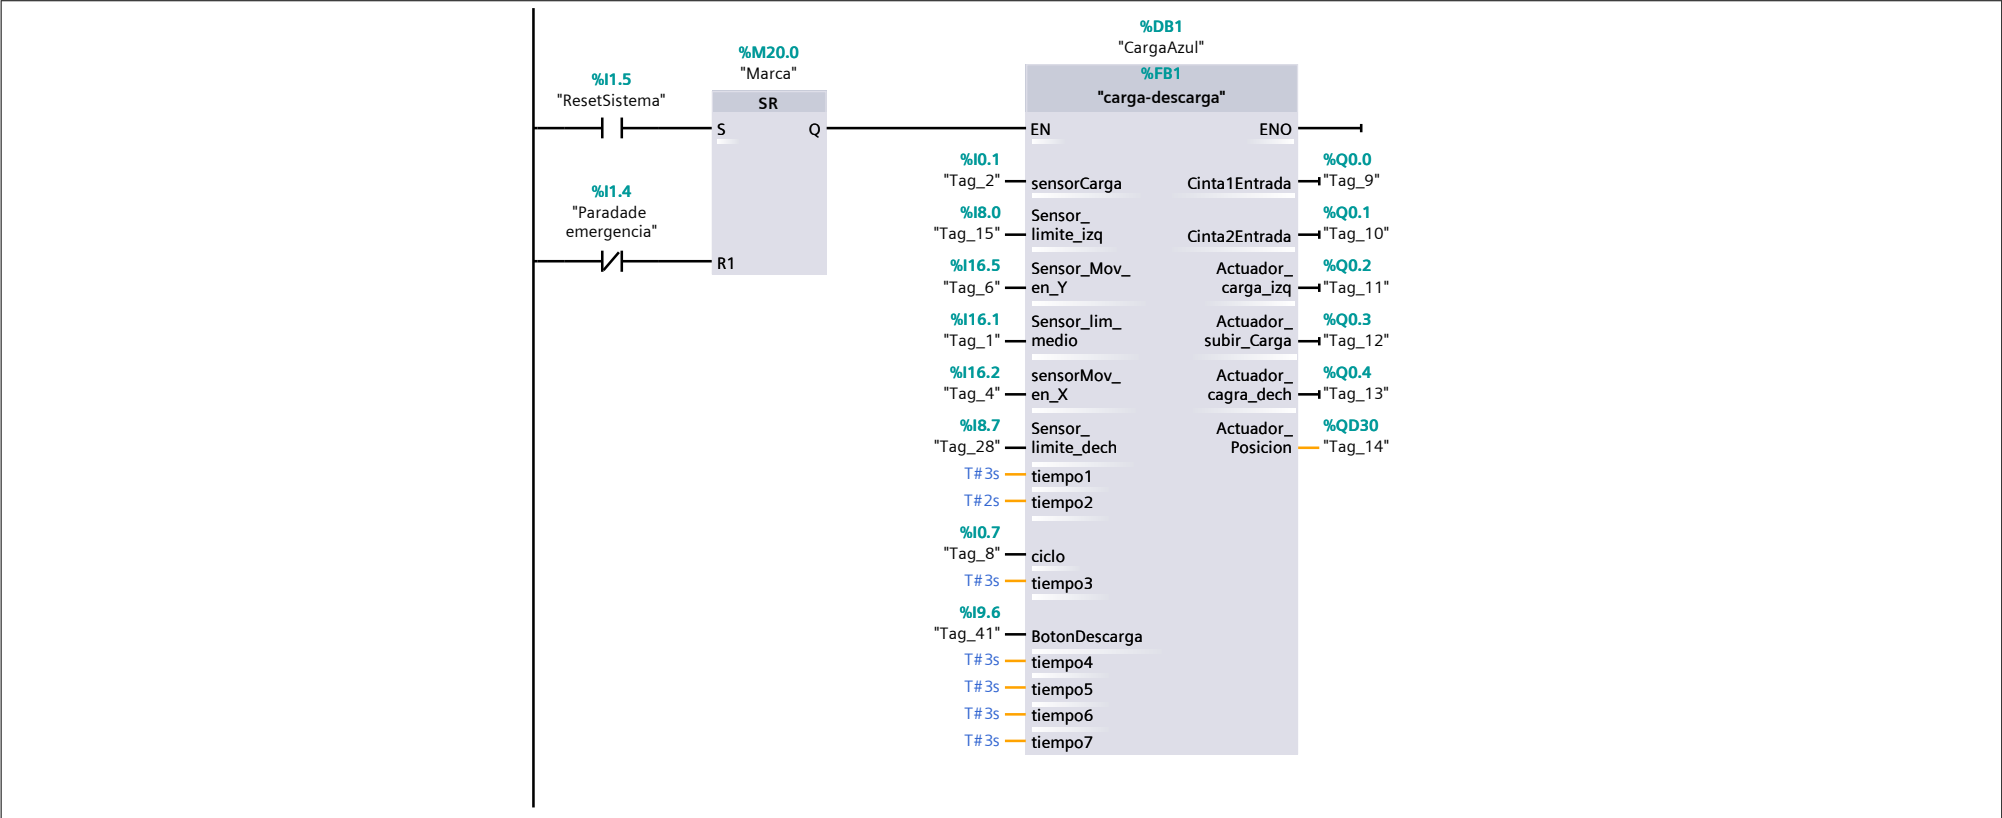 %I1.5
"ResetSistema"
%I1.4
"Paradade
emergencia"
%M20.0
"Marca"
SR
S
Q
R1
%DB1
"CargaAzul"
%FB1
"carga-descarga"
EN
ENO
%I0.1
"Tag_2"
sensorCarga
%I8.0
"Tag_15"
Sensor_
limite_izq
%I16.5
"Tag_6"
Sensor_Mov_
en_Y
%I16.1
"Tag_1"
Sensor_lim_
medio
%I16.2
"Tag_4"
sensorMov_
en_X
%I8.7
"Tag_28"
Sensor_
limite_dech
T#3s
tiempo1
T#2s
tiempo2
%I0.7
"Tag_8"
ciclo
T#3s
tiempo3
%I9.6
"Tag_41"
BotonDescarga
T#3s
tiempo4
T#3s
tiempo5
T#3s
tiempo6
T#3s
tiempo7
Cinta1Entrada
%Q0.0
"Tag_9"
Cinta2Entrada
%Q0.1
"Tag_10"
Actuador_
carga_izq
%Q0.2
"Tag_11"
Actuador_
subir_Carga
%Q0.3
"Tag_12"
Actuador_
cagra_dech
%Q0.4
"Tag_13"
Actuador_
Posicion
%QD30
"Tag_14"